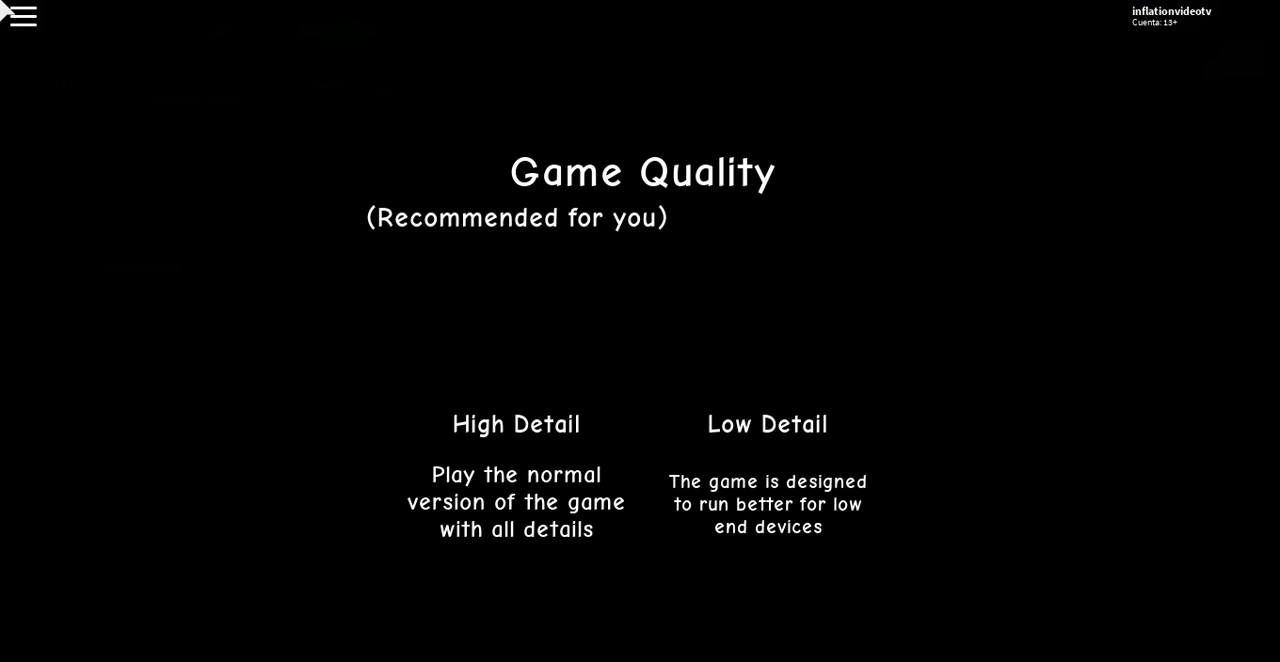 inflationvideotv
Cuenta: 13+
Game Quality
(Recommended for you)
High Detail
Play the normal
version of the game
with all details
Low Detail
The game is designed
to run better for low
end devices